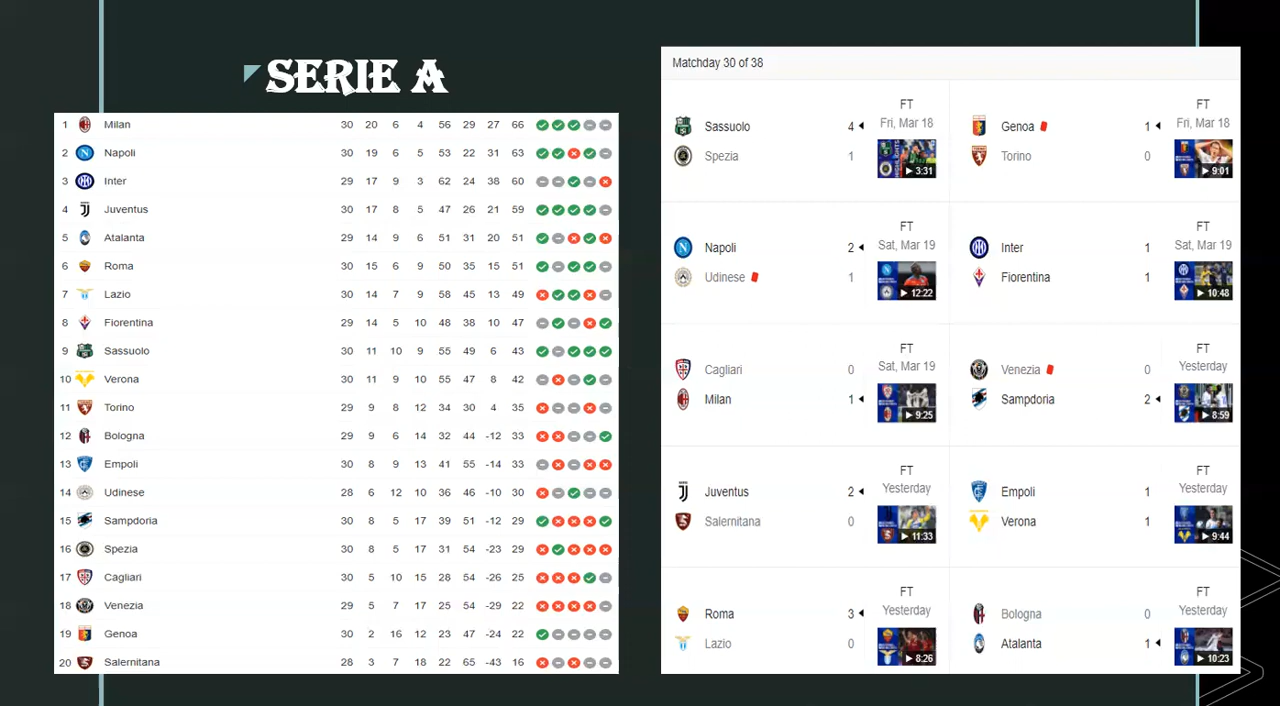 SERIE A
1 Milan 30 20 6 4 56 29 27 66
2 Napoli 30 19 6 5 53 22 31 63
3 Inter 29 17 9 3 62 24 38 60
4 Juventus 30 17 8 5 47 26 21 59
5 Atalanta 29 14 9 6 51 31 20 51
6 Roma 30 15 6 9 50 35 15 51
7 Lazio 30 14 7 9 58 45 13 49
8 Fiorentina 29 14 5 10 48 38 10 47
9 Sassuolo 30 11 10 9 55 49 6 43
10 Verona 30 11 9 10 55 47 8 42
11 Torino 29 9 8 12 34 30 4 35
12 Bologna 29 9 6 14 32 44 -12 33
13 Empoli 30 8 9 13 41 55 -14 33
14 Udinese 28 6 12 10 36 46 -10 30
15 Sampdoria 30 8 5 17 39 51 -12 29
16 Spezia 30 8 5 17 31 54 -23 29
17 Cagliari 30 5 10 15 28 54 -26 25
18 Venezia 29 5 7 17 25 54 -29 22
19 Genoa 30 2 16 12 23 47 -24 22
20 Salernitana 28 3 7 18 22 65 -43 16
Matchday 30 of 38
FT
Sassuolo 4 Fri, Mar 18
Spezia 1
3:31
FT
Genoa 1 Fri, Mar 18
Torino 0
9:01
FT
Napoli 2 Sat, Mar 19
Udinese 1
12:22
FT
Inter 1 Sat, Mar 19
Fiorentina 1
10:48
FT
Cagliari 0 Sat, Mar 19
Milan 1
9:25
FT
Venezia 0 Yesterday
Sampdoria 2
8:59
FT
Juventus 2 Yesterday
Salernitana 0
11:33
FT
Empoli 1 Yesterday
Verona 1
9:44
FT
Roma 3 Yesterday
Lazio 0
8:26
FT
Bologna 0 Yesterday
Atalanta 1
10:23